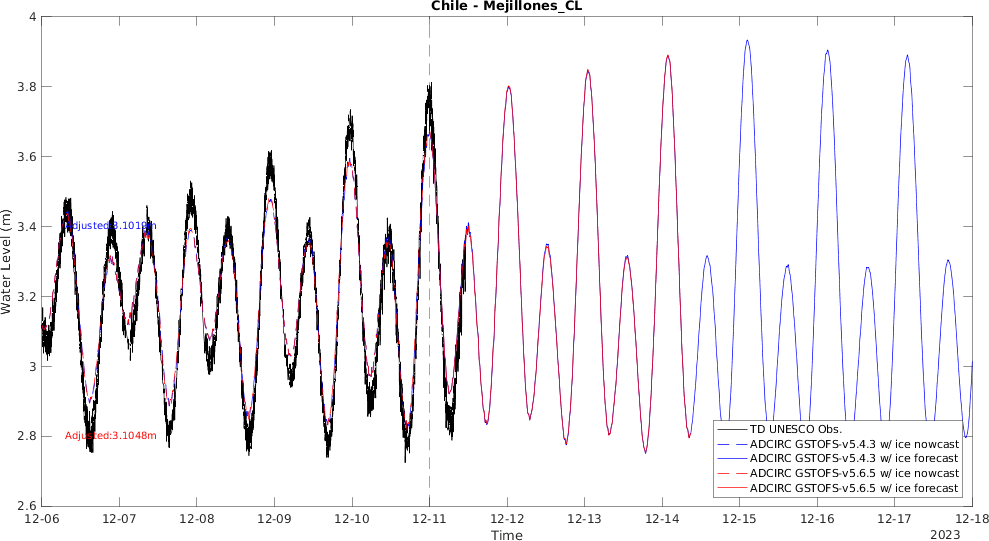 Chile - Mejillones_CL
4
3.8
3.6
3.4
3.2
3
2.8
2.6
Water Level (m)
Adjusted:3.1019m
Adjusted:3.1048m
TD UNESCO Obs.
ADCIRC GSTOFS-v5.4.3 w/ ice nowcast
ADCIRC GSTOFS-v5.4.3 w/ ice forecast
ADCIRC GSTOFS-v5.6.5 w/ ice nowcast
ADCIRC GSTOFS-v5.6.5 w/ ice forecast
12-06 12-07 12-08 12-09 12-10 12-11 12-12 12-13 12-14 12-15 12-16 12-17 12-18
Time
2023